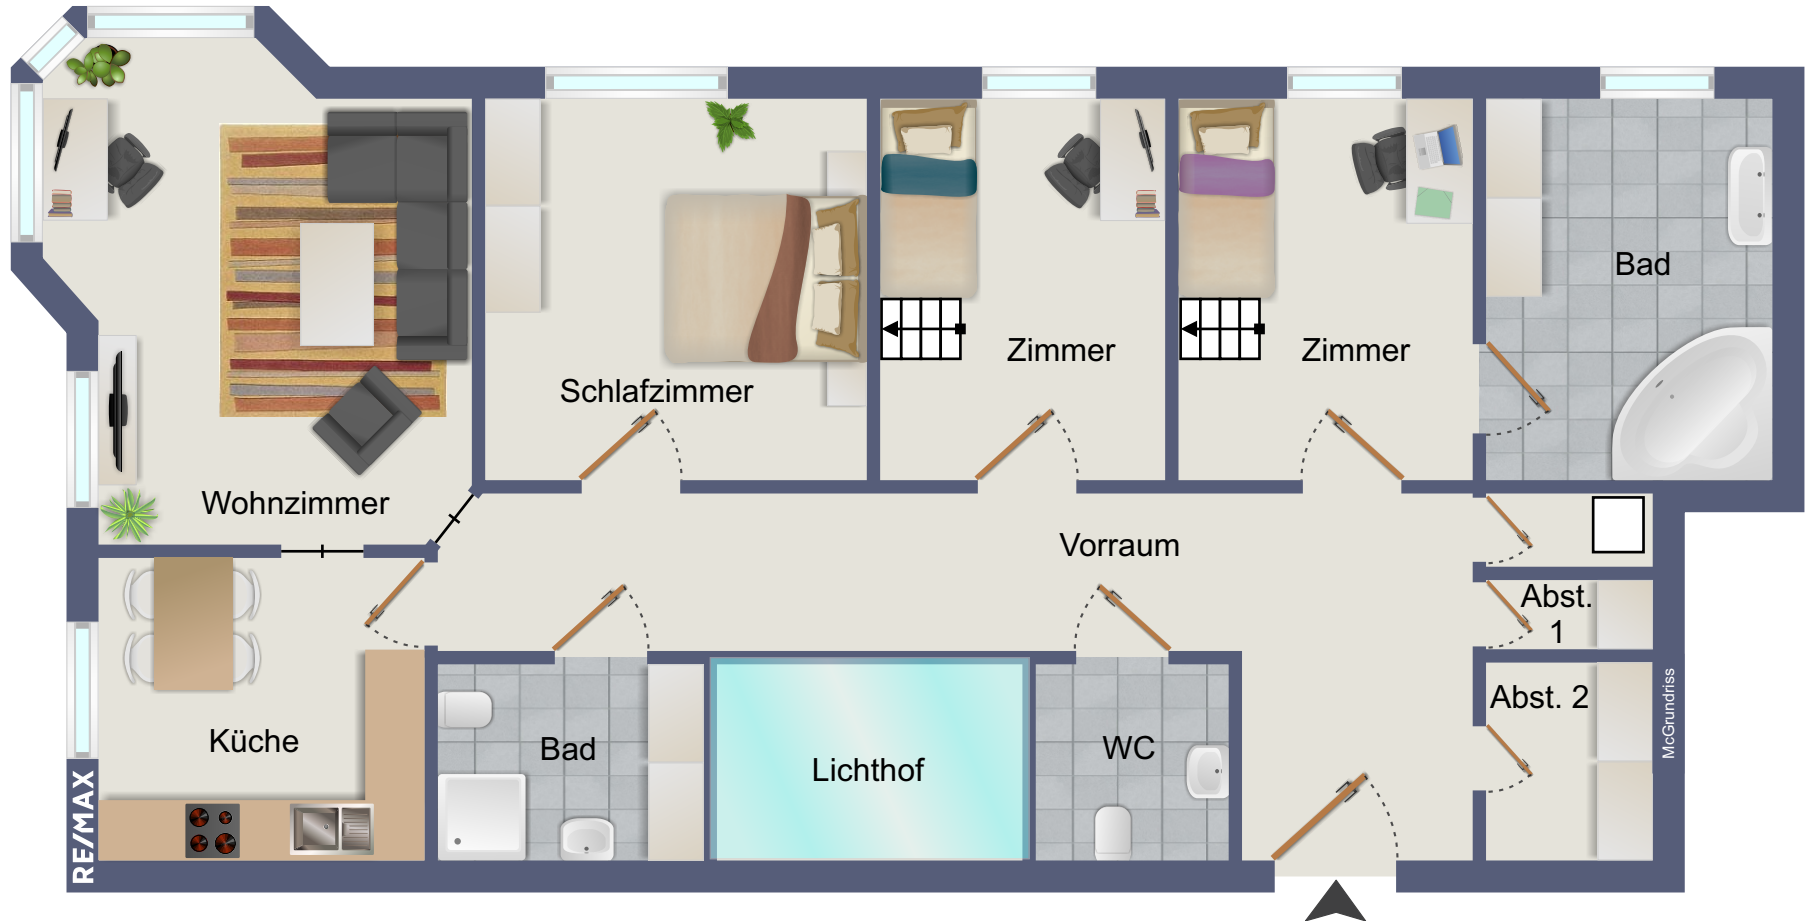 Bad
Zimmer
Zimmer
Schlafzimmer
Wohnzimmer
Vorraum
Abst.
1
Abst. 2
McGrundriss
Küche
Bad
Lichthof
WC
RE/MAX